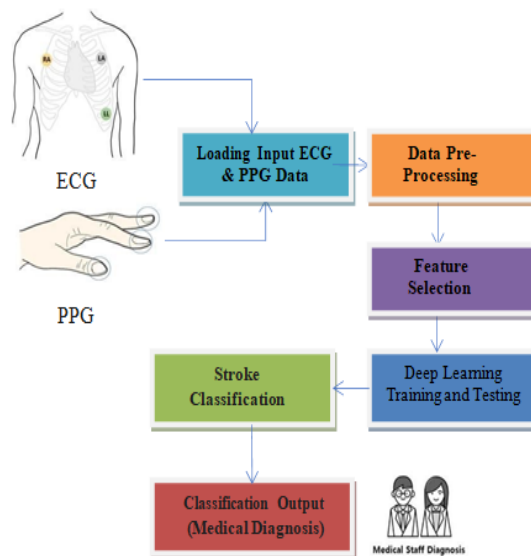 RA
LA
LL
ECG
PPG
Loading Input ECG
& PPG Data
Data Pre-
Processing
Feature
Selection
Deep Learning
Training and Testing
Stroke
Classification
Classification Output
(Medical Diagnosis)
Medical Staff Diagnosis